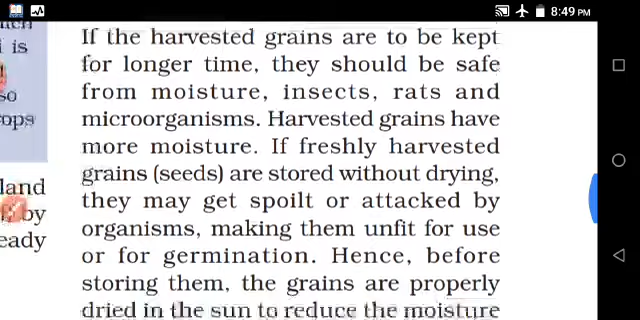 8:49 PM
is
so
ops
land
by
eady
If the harvested grains are to be kept
for longer time, they should be safe
from moisture, insects, rats and
microorganisms. Harvested grains have
more moisture. If freshly harvested
grains (seeds) are stored without drying,
they may get spoilt or attacked by
organisms, making them unfit for use
or for germination. Hence, before
storing them, the grains are properly
dried in the sun to reduce the moisture